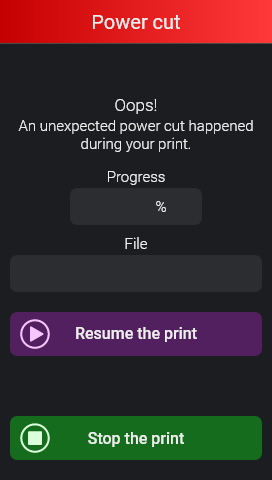 Power cut
Oops!
An unexpected power cut happened
during your print.
Progress
%
File
Resume the print
Stop the print